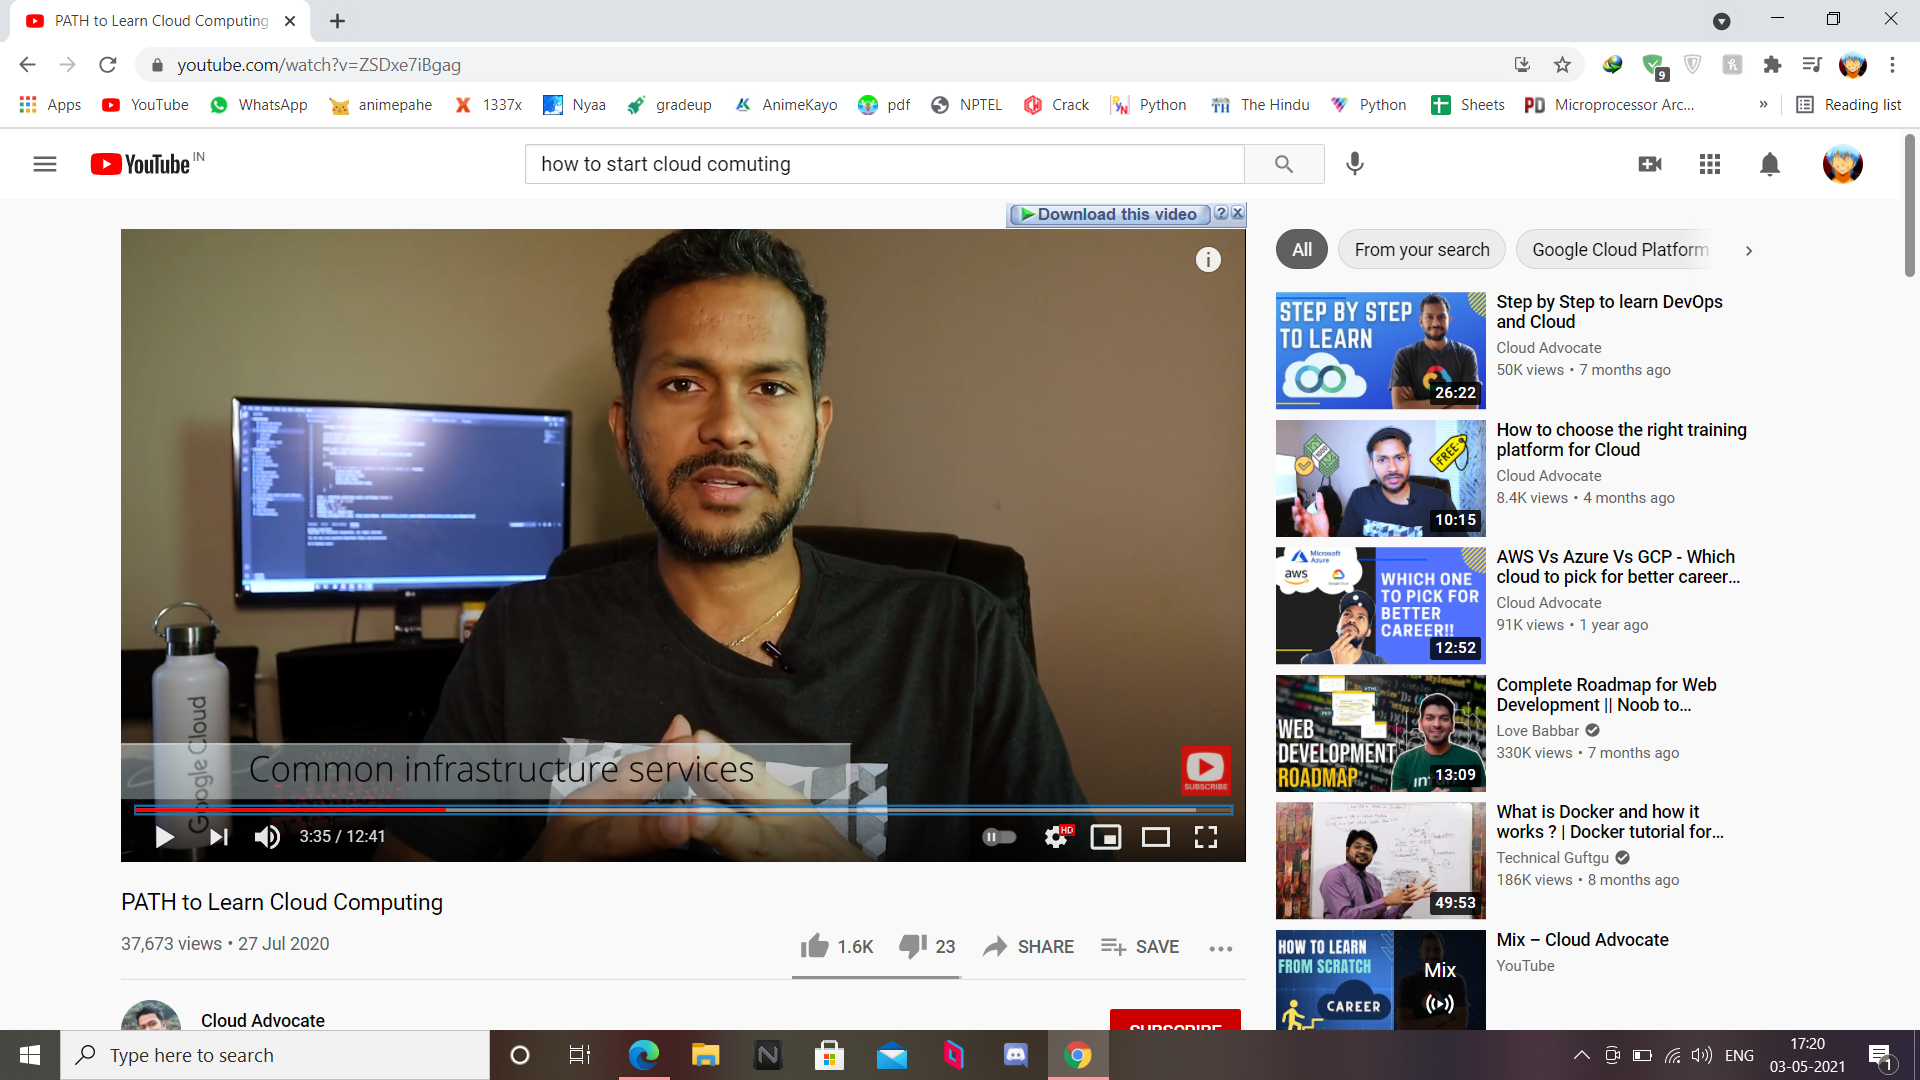 PATH to Learn Cloud Computing
youtube.com/watch?v=ZSDxe7iBgag
9
Apps
YouTube
WhatsApp
animepahe
1337x
Nyaa
gradeup
AnimeKayo
pdf
NPTEL
Crack
Python
The Hindu
Python
Sheets
PD
Microprocessor Arc...
»
Reading list
YouTube IN
how to start cloud comuting
Download this video
All
From your search
Google Cloud Platform
Google Cloud
Common infrastructure services
SUBSCRIBE
3:35 / 12:41
HD
PATH to Learn Cloud Computing
37,673 views • 27 Jul 2020
1.6K
23
SHARE
SAVE
Cloud Advocate
SUBSCRIBE
STEP BY STEP
TO LEARN
26:22
Step by Step to learn DevOps
and Cloud
Cloud Advocate
50K views • 7 months ago
FREE
10:15
How to choose the right training
platform for Cloud
Cloud Advocate
8.4K views • 4 months ago
Microsoft
Azure
aws
WHICH ONE
TO PICK FOR
BETTER
CAREER!!
12:52
AWS Vs Azure Vs GCP - Which
cloud to pick for better career...
Cloud Advocate
91K views • 1 year ago
WEB
DEVELOPMENT
ROADMAP
13:09
Complete Roadmap for Web
Development || Noob to...
Love Babbar
330K views • 7 months ago
49:53
What is Docker and how it
works ? | Docker tutorial for...
Technical Guftgu
186K views • 8 months ago
HOW TO LEARN
FROM SCRATCH
CAREER
Mix
Mix – Cloud Advocate
YouTube
Type here to search
ENG
17:20
03-05-2021
1